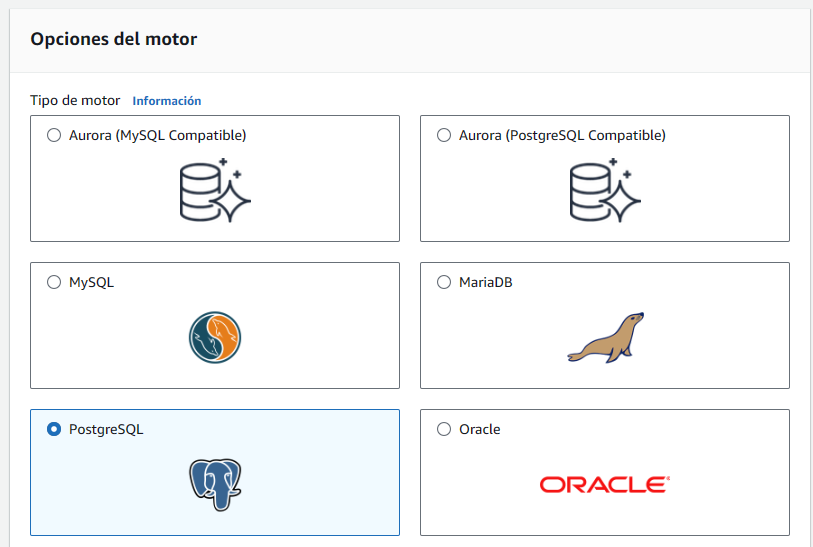 Opciones del motor
Tipo de motor Información
Aurora (MySQL Compatible)
Aurora (PostgreSQL Compatible)
MySQL
MariaDB
PostgreSQL
Oracle
ORACLE